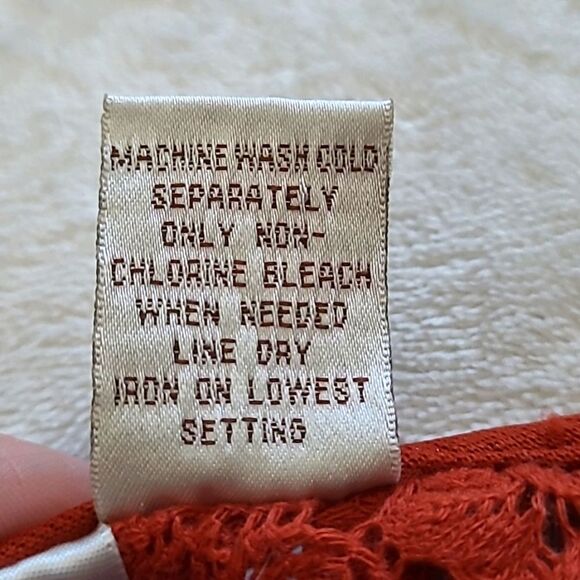 MACHINE WASH COLD
SEPARATELY
ONLY NON-
CHLORINE BLEACH
WHEN NEEDED
LINE DRY
IRON ON LOWEST
SETTING